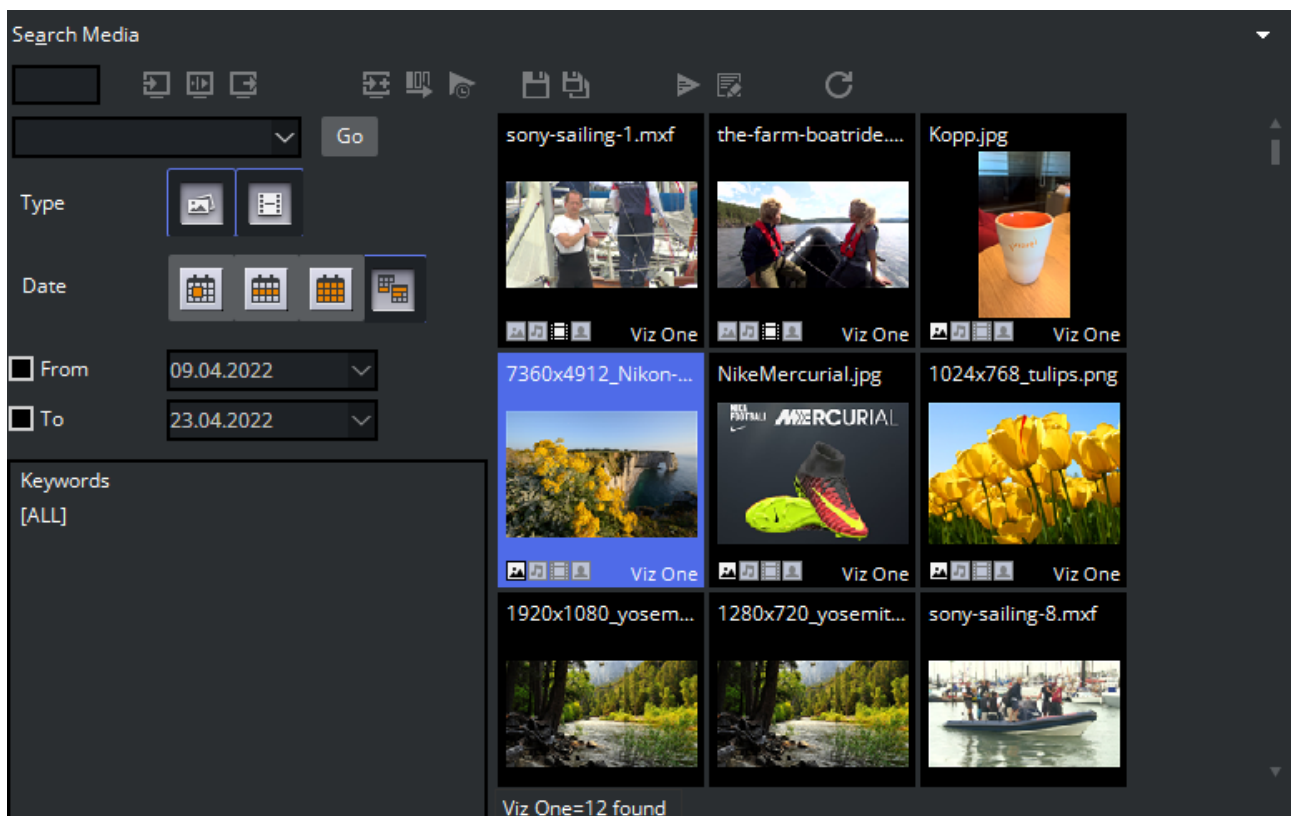 Search Media
Go
Type
Date
From 09.04.2022
To 23.04.2022
Keywords
[ALL]
sony-sailing-1.mxf the-farm-boatride.... Kopp.jpg
Viz One Viz One Viz One
7360x4912_Nikon-... NikeMercurial.jpg 1024x768_tulips.png
NIKE
FOOTBALL MERCURIAL
Viz One Viz One Viz One
1920x1080_yosem... 1280x720_yosemit... sony-sailing-8.mxf
Viz One=12 found